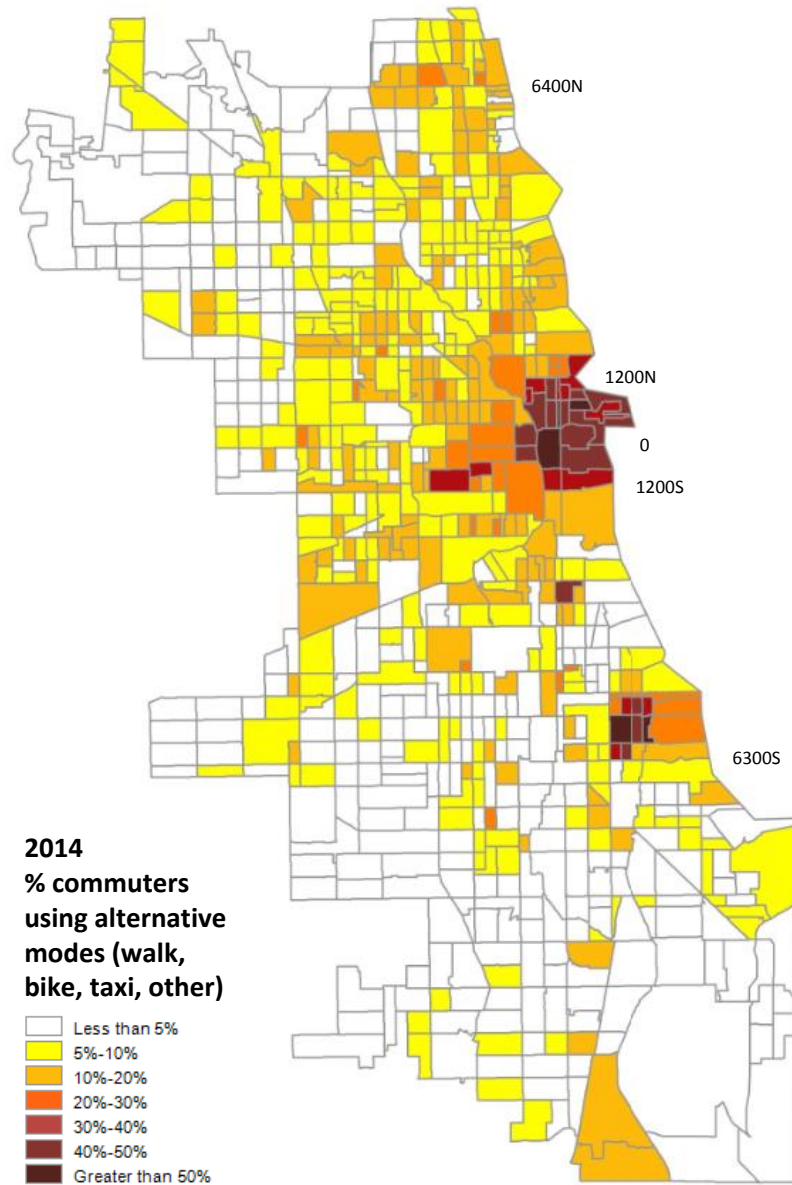 6400N
1200N
0
1200S
6300S
2014
% commuters
using alternative
modes (walk,
bike, taxi, other)
Less than 5%
5%-10%
10%-20%
20%-30%
30%-40%
40%-50%
Greater than 50%